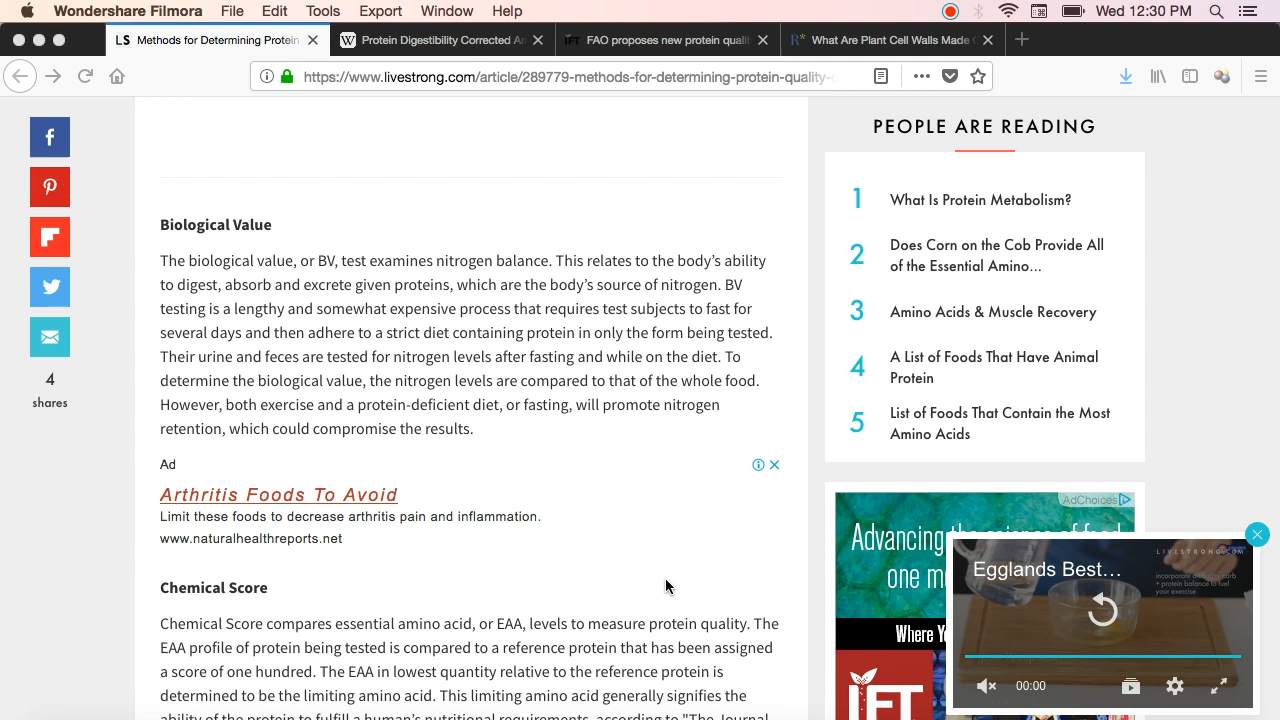 Wondershare Filmora File Edit Tools Export Window Help Wed 12:30 PM
LS Methods for Determining Protein
W Protein Digestibility Corrected
IFT FAO proposes new protein quali
R* What Are Plant Cell Walls Made
https://www.livestrong.com/article/289779-methods-for-determining-protein-quality-
4
shares
Biological Value
The biological value, or BV, test examines nitrogen balance. This relates to the body's ability
to digest, absorb and excrete given proteins, which are the body's source of nitrogen. BV
testing is a lengthy and somewhat expensive process that requires test subjects to fast for
several days and then adhere to a strict diet containing protein in only the form being tested.
Their urine and feces are tested for nitrogen levels after fasting and while on the diet. To
determine the biological value, the nitrogen levels are compared to that of the whole food.
However, both exercise and a protein-deficient diet, or fasting, will promote nitrogen
retention, which could compromise the results.
Ad
Arthritis Foods To Avoid
Limit these foods to decrease arthritis pain and inflammation.
www.naturalhealthreports.net
Chemical Score
Chemical Score compares essential amino acid, or EAA, levels to measure protein quality. The
EAA profile of protein being tested is compared to a reference protein that has been assigned
a score of one hundred. The EAA in lowest quantity relative to the reference protein is
determined to be the limiting amino acid. This limiting amino acid generally signifies the
ability of the protein to fulfill a human's nutritional requirements, according to "The Journal
PEOPLE ARE READING
1 What Is Protein Metabolism?
2 Does Corn on the Cob Provide All
of the Essential Amino...
3 Amino Acids & Muscle Recovery
4 A List of Foods That Have Animal
Protein
5 List of Foods That Contain the Most
Amino Acids
AdChoices
Advancing the science of food
one
Where
IFT
LIVESTRONG.COM
Egglands Best...
+ protein balance to fuel
your exercise
00:00